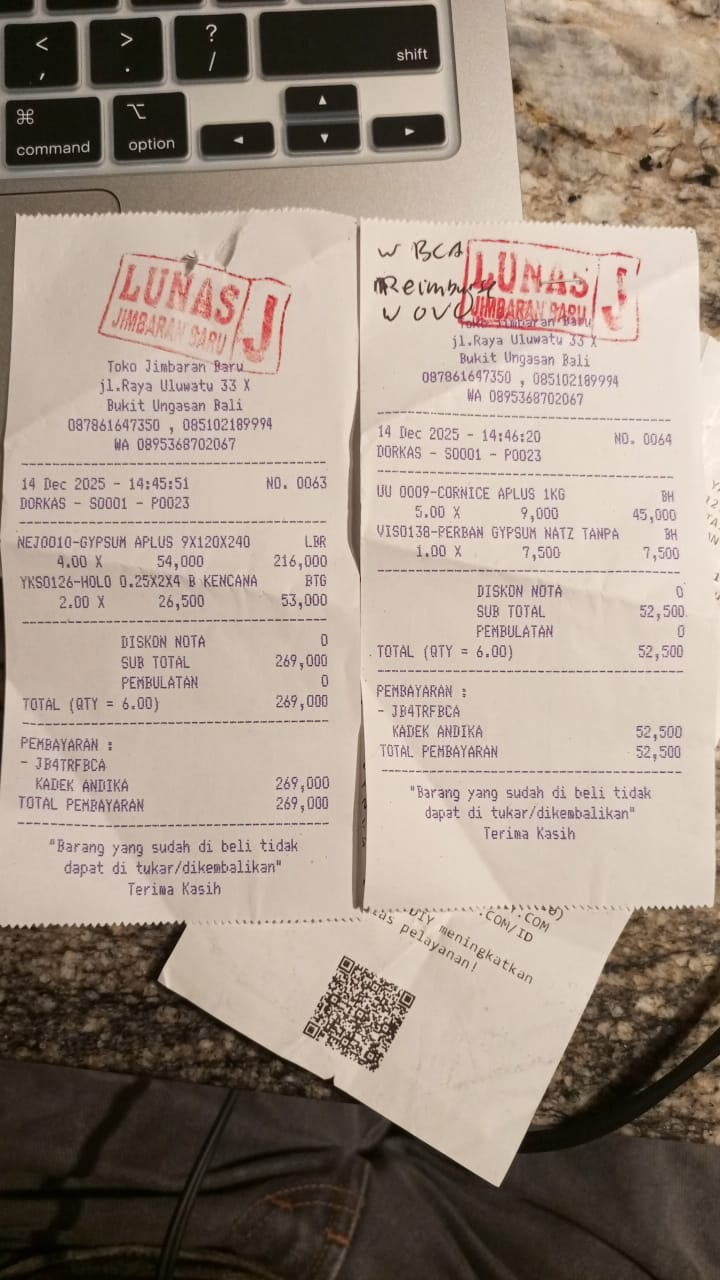 <
,
>
.
?
/
shift
⌘
command
⌥
option
LUNAS
JIMBARAN BARU
J
Toko Jimbaran Baru
jl.Raya Uluwatu 33 X
Bukit Ungasan Bali
087861647350 , 085102189994
WA 0895368702067
14 Dec 2025 - 14:45:51 NO. 0063
DORKAS - S0001 - P0023
NEJ0010-GYPSUM APLUS 9X120X240 LBR
4.00 X 54,000 216,000
YKS0126-HOLO 0.25X2X4 B KENCANA BTG
2.00 X 26,500 53,000
DISKON NOTA 0
SUB TOTAL 269,000
PEMBULATAN 0
TOTAL (QTY = 6.00) 269,000
PEMBAYARAN :
- JB4TRFBCA
KADEK ANDIKA 269,000
TOTAL PEMBAYARAN 269,000
"Barang yang sudah di beli tidak
dapat di tukar/dikembalikan"
Terima Kasih
W BCA
Reimburse
W OVO
LUNAS
JIMBARAN BARU
J
Toko Jimbaran Baru
jl.Raya Uluwatu 33 X
Bukit Ungasan Bali
087861647350 , 085102189994
WA 0895368702067
14 Dec 2025 - 14:46:20 NO. 0064
DORKAS - S0001 - P0023
UU 0009-CORNICE APLUS 1KG BH
5.00 X 9,000 45,000
VIS0138-PERBAN GYPSUM NATZ TANPA BH
1.00 X 7,500 7,500
DISKON NOTA 0
SUB TOTAL 52,500
PEMBULATAN 0
TOTAL (QTY = 6.00) 52,500
PEMBAYARAN :
- JB4TRFBCA
KADEK ANDIKA 52,500
TOTAL PEMBAYARAN 52,500
"Barang yang sudah di beli tidak
dapat di tukar/dikembalikan"
Terima Kasih
.COM
.COM/ID
DIY meningkatkan
pelayanan!